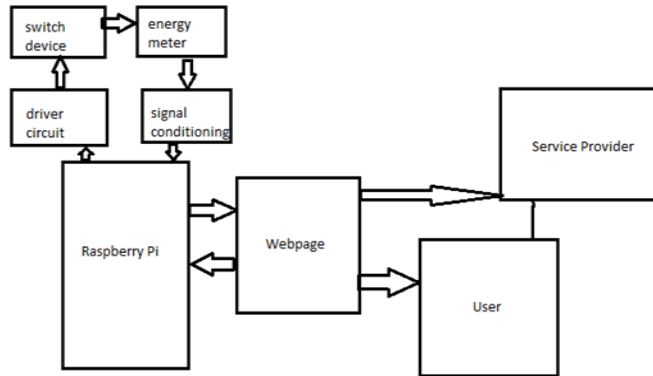 switch
device
energy
meter
driver
circuit
signal
conditioning
Service Provider
Raspberry Pi
Webpage
User